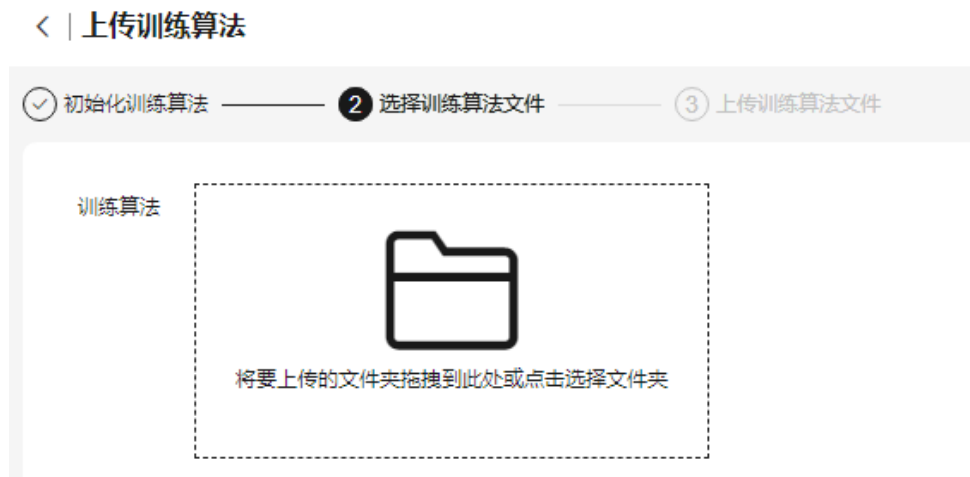 上传训练算法
初始化训练算法 2 选择训练算法文件 3 上传训练算法文件
训练算法
将要上传的文件夹拖拽到此处或点击选择文件夹